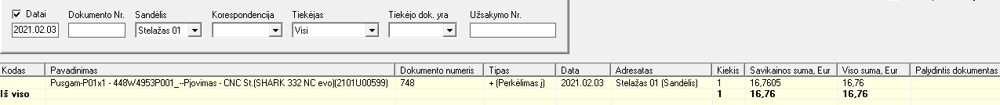 Datai Dokumento Nr. Sandėlis Korespondencija Tiekėjas Tiekėjo dok. yra Užsakymo Nr.
2021.02.03 Stelažas 01 Visi
Kodas Pavadinimas Dokumento numeris Tipas Data Adresatas Kiekis Savikainos suma, Eur Viso suma, Eur Palydintis dokumentas
Pusgam-P01x1 - 448W4953P001_--Pjovimas - CNC St.(SHARK 332 NC evo)(2101U00599) 748 + (Perkėlimas į) 2021.02.03 Stelažas 01 (Sandėlis) 1 16,7605 16,76
Iš viso 1 16,76 16,76